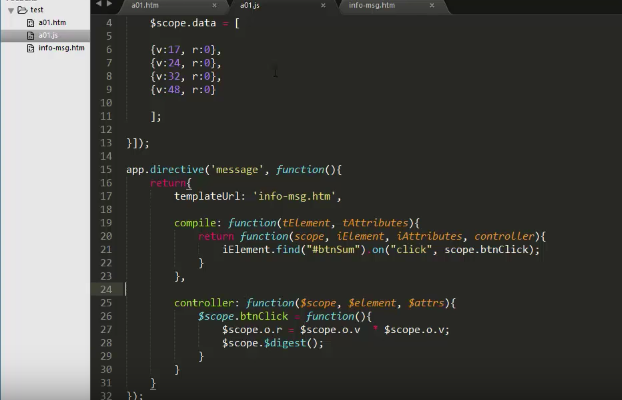 a01.htm × a01.js × info-msg.htm ×
test
a01.htm
a01.js
info-msg.htm
4 $scope.data = [
5
6 {v:17, r:0},
7 {v:24, r:0},
8 {v:32, r:0},
9 {v:48, r:0}
10
11 ];
12
13 }]);
14
15 app.directive('message', function(){
16 return{
17 templateUrl: 'info-msg.htm',
18
19 compile: function(tElement, tAttributes){
20 return function(scope, iElement, iAttributes, controller){
21 iElement.find("#btnSum").on("click", scope.btnClick);
22 }
23 },
24
25 controller: function($scope, $element, $attrs){
26 $scope.btnClick = function(){
27 $scope.o.r = $scope.o.v * $scope.o.v;
28 $scope.$digest();
29 }
30 }
31 }
32 });